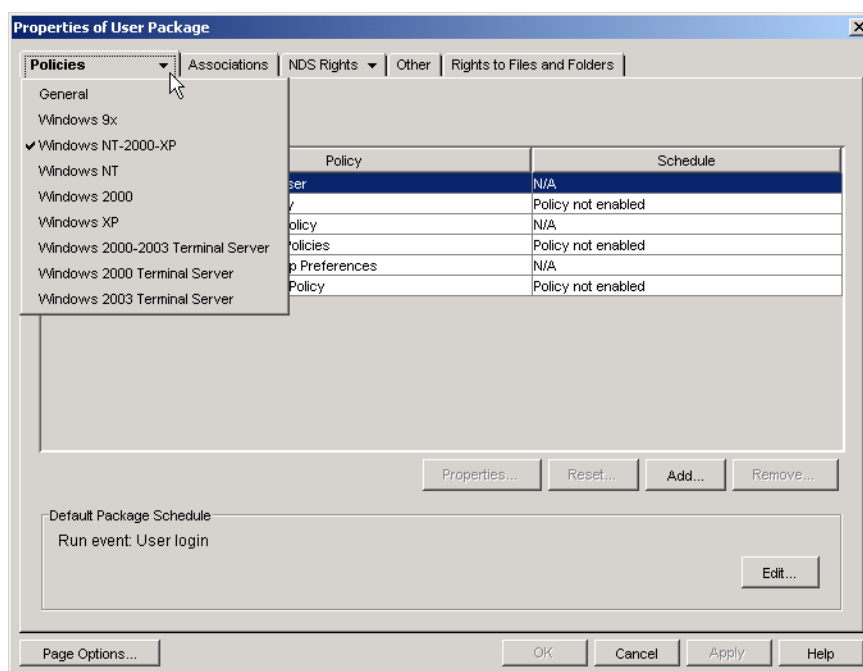 Properties of User Package
Policies Associations NDS Rights Other Rights to Files and Folders
General
Windows 9x
Windows NT-2000-XP
Windows NT
Windows 2000
Windows XP
Windows 2000-2003 Terminal Server
Windows 2000 Terminal Server
Windows 2003 Terminal Server
Policy Schedule
N/A
Policy not enabled
olicy N/A
Policies Policy not enabled
p Preferences N/A
Policy Policy not enabled
Properties... Reset... Add... Remove...
Default Package Schedule
Run event: User login
Edit...
Page Options... OK Cancel Apply Help